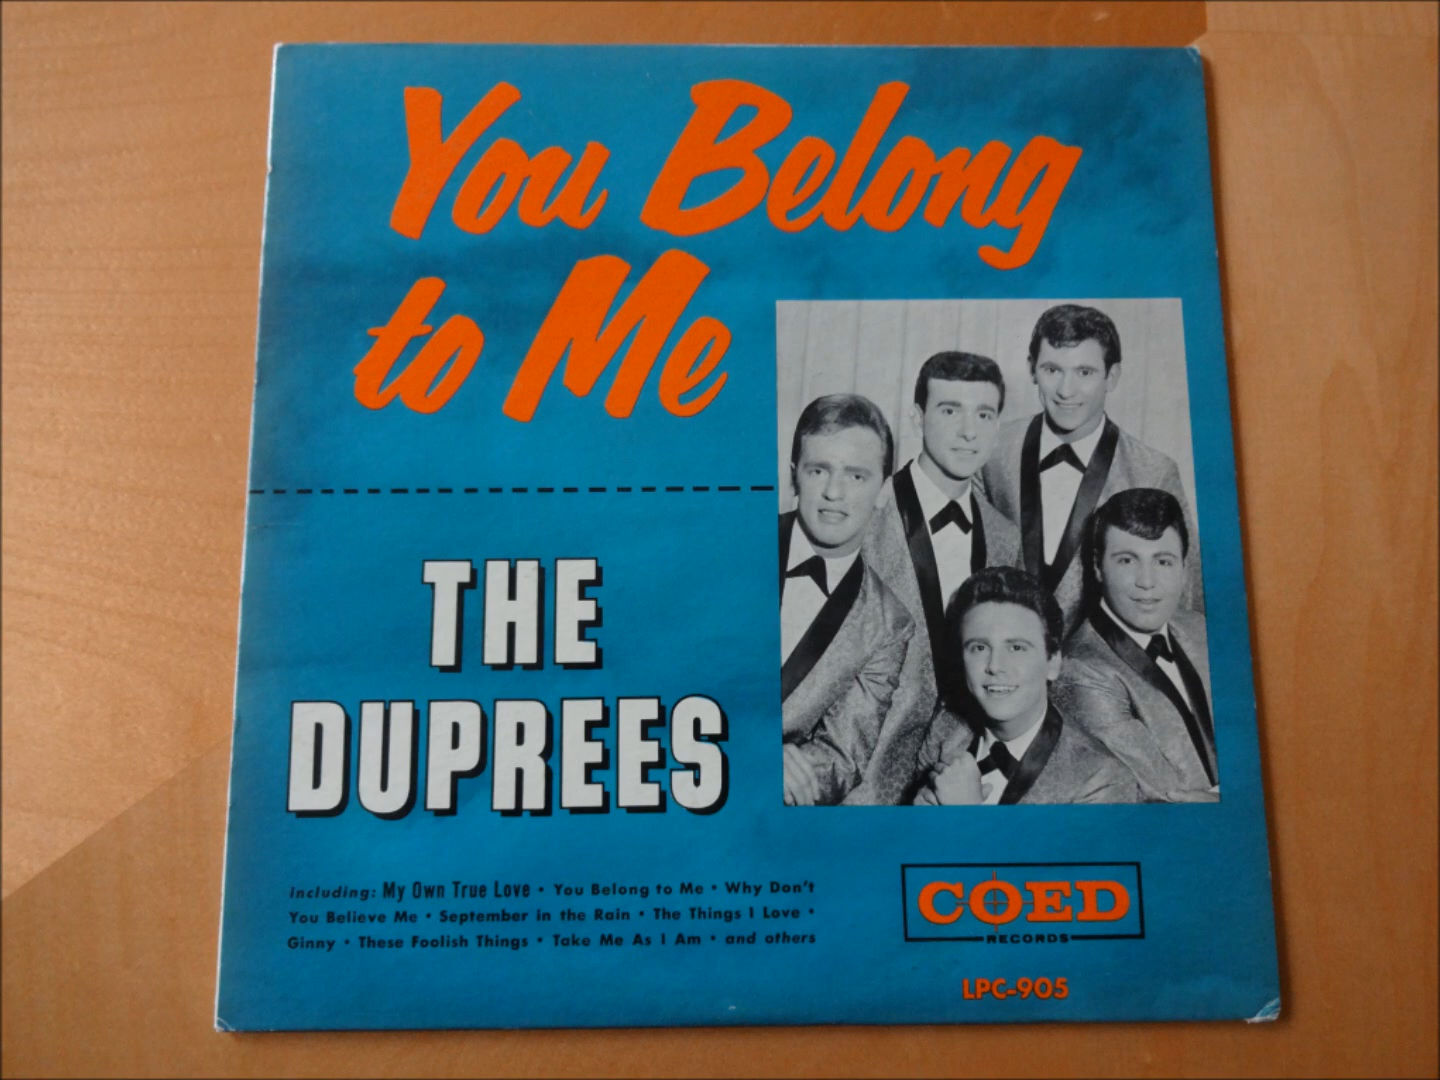 You Belong
to Me
THE
DUPREES
including: My Own True Love • You Belong to Me • Why Don't
You Believe Me • September in the Rain • The Things I Love •
Ginny • These Foolish Things • Take Me As I Am • and others
COED
RECORDS
LPC-905